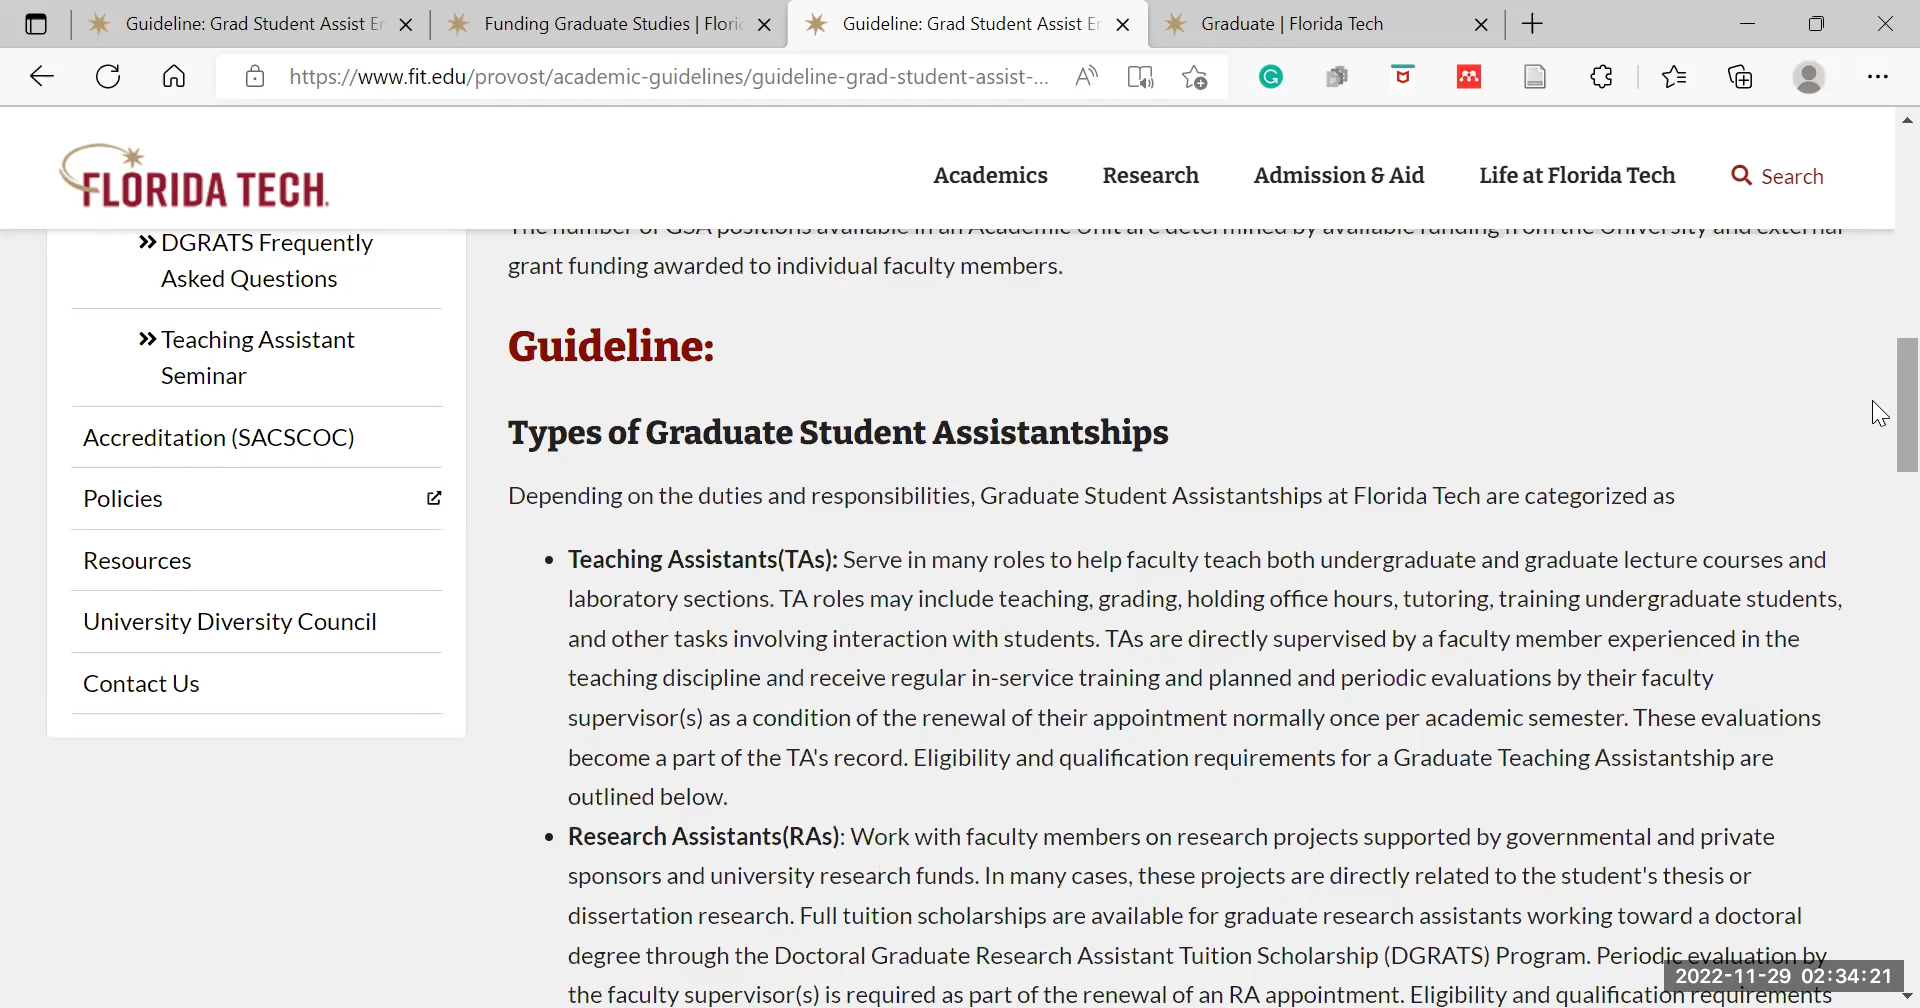 Guideline: Grad Student Assist Er
Funding Graduate Studies | Flori
Guideline: Grad Student Assist Er
Graduate | Florida Tech
https://www.fit.edu/provost/academic-guidelines/guideline-grad-student-assist-...
FLORIDA TECH
Academics
Research
Admission & Aid
Life at Florida Tech
Search
DGRATS Frequently
Asked Questions
Teaching Assistant
Seminar
Accreditation (SACSCOC)
Policies
Resources
University Diversity Council
Contact Us
The number of GSA positions available in an Academic Unit are determined by available funding from the University and external
grant funding awarded to individual faculty members.
Guideline:
Types of Graduate Student Assistantships
Depending on the duties and responsibilities, Graduate Student Assistantships at Florida Tech are categorized as
• Teaching Assistants(TAs): Serve in many roles to help faculty teach both undergraduate and graduate lecture courses and
laboratory sections. TA roles may include teaching, grading, holding office hours, tutoring, training undergraduate students,
and other tasks involving interaction with students. TAs are directly supervised by a faculty member experienced in the
teaching discipline and receive regular in-service training and planned and periodic evaluations by their faculty
supervisor(s) as a condition of the renewal of their appointment normally once per academic semester. These evaluations
become a part of the TA's record. Eligibility and qualification requirements for a Graduate Teaching Assistantship are
outlined below.
• Research Assistants(RAs): Work with faculty members on research projects supported by governmental and private
sponsors and university research funds. In many cases, these projects are directly related to the student's thesis or
dissertation research. Full tuition scholarships are available for graduate research assistants working toward a doctoral
degree through the Doctoral Graduate Research Assistant Tuition Scholarship (DGRATS) Program. Periodic evaluation by
the faculty supervisor(s) is required as part of the renewal of an RA appointment. Eligibility and qualification requirements
2022-11-29 02:34:21